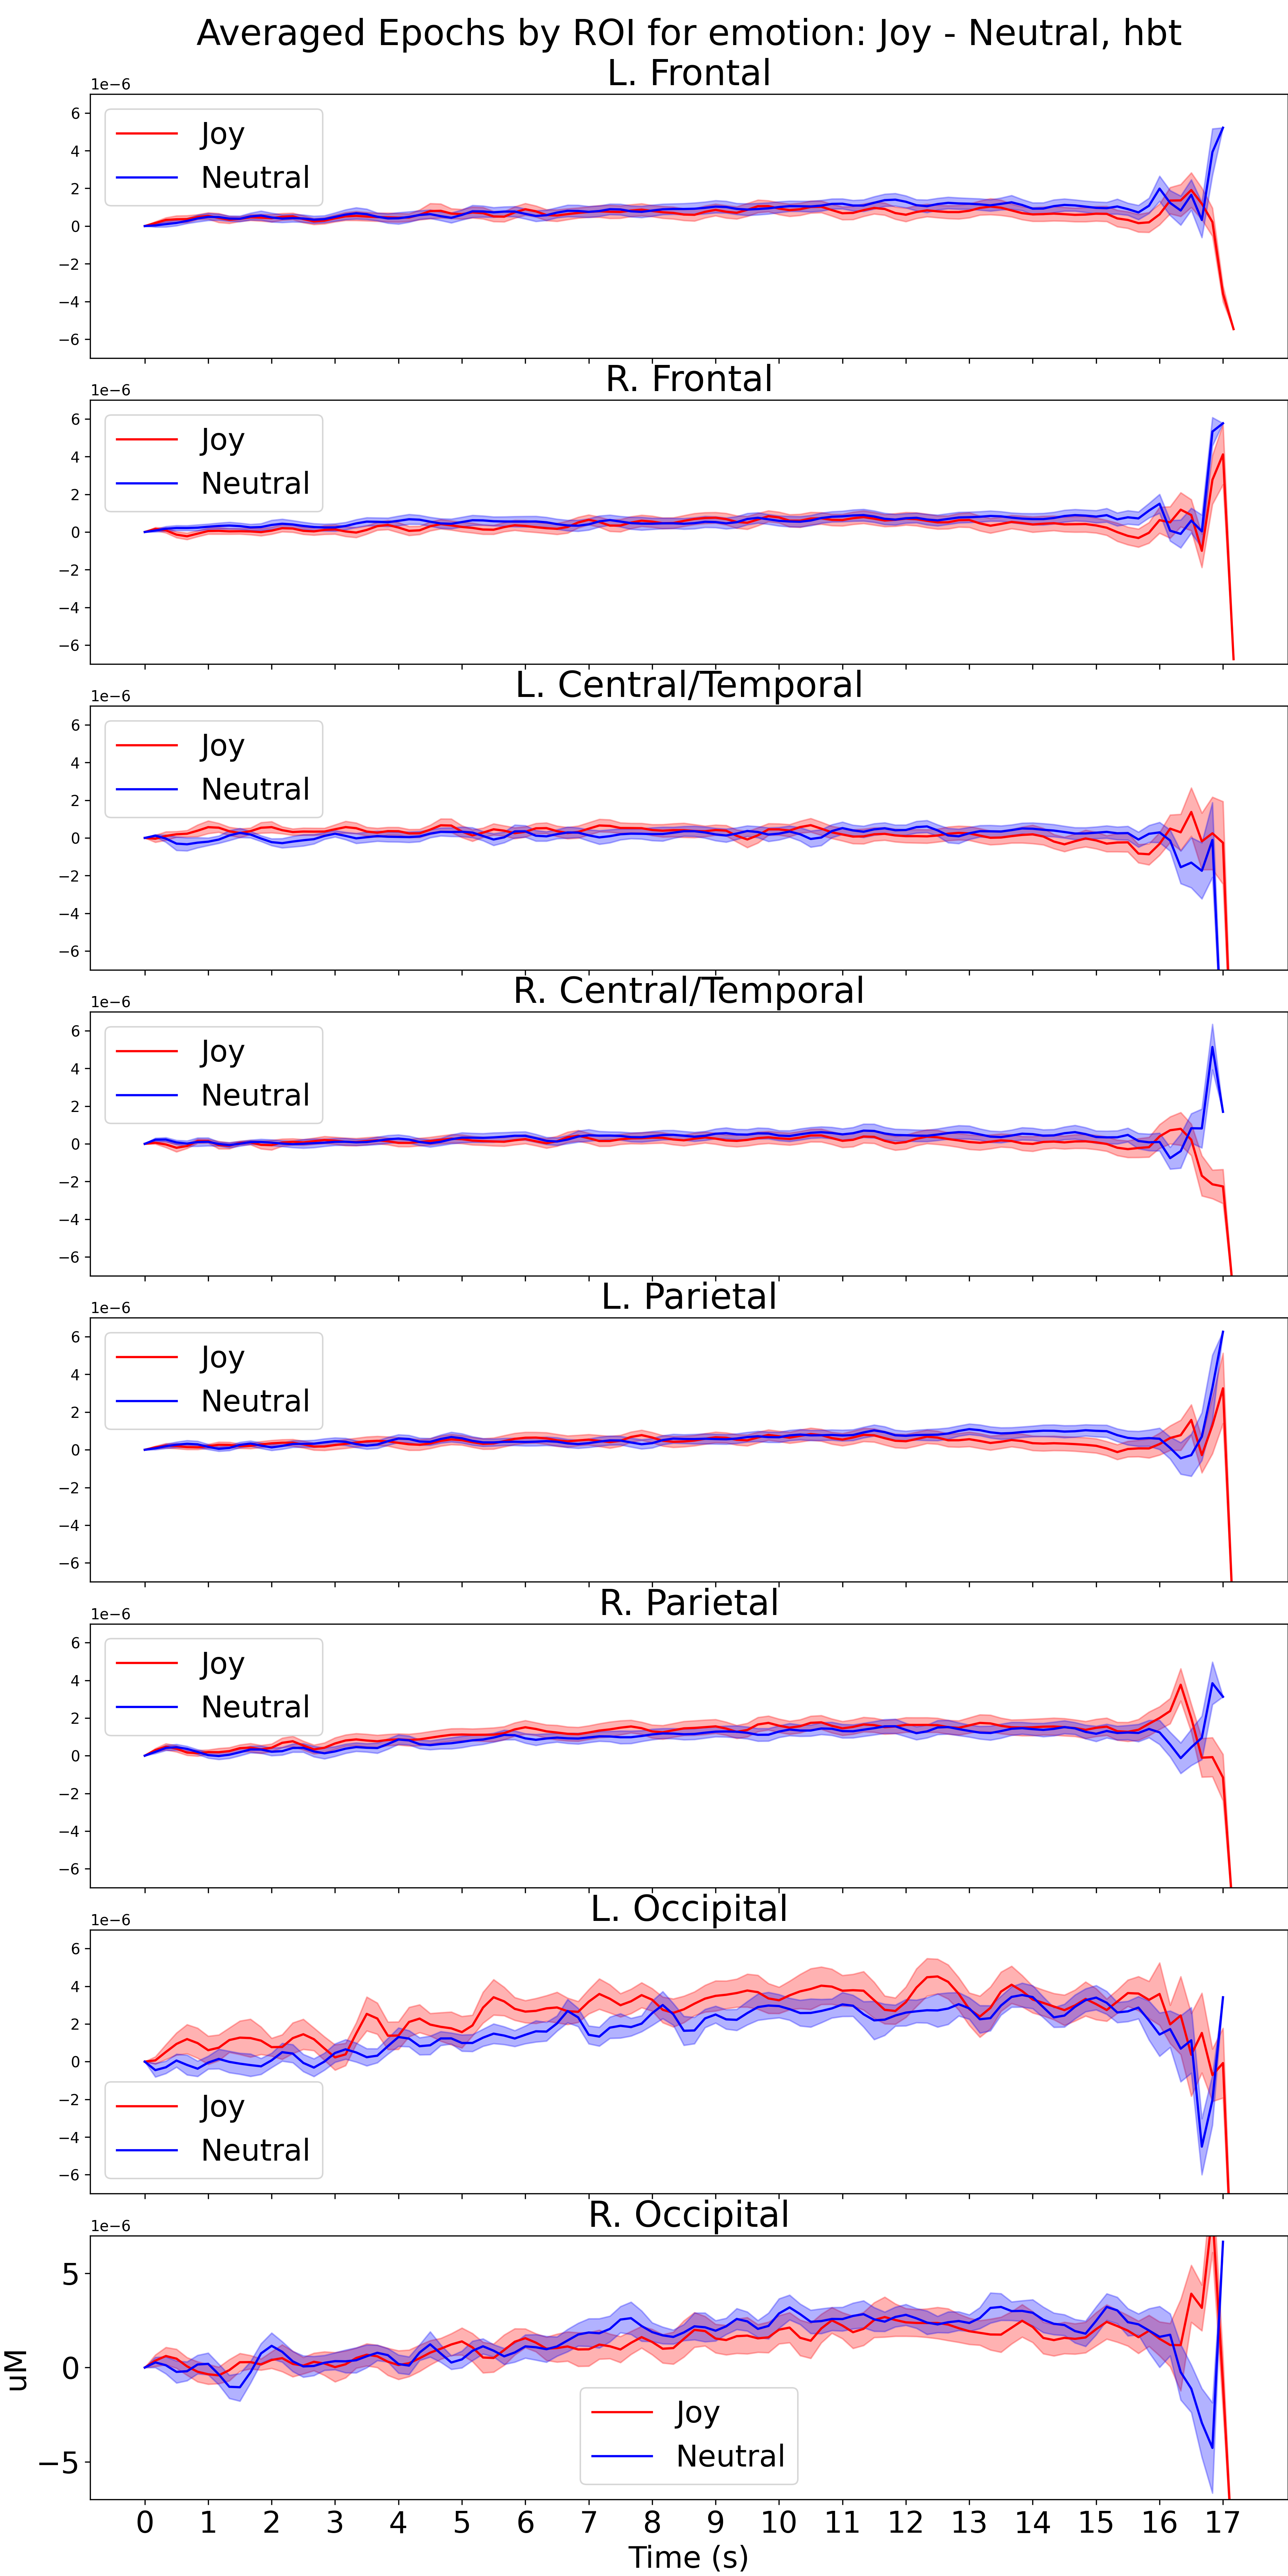 Averaged Epochs by ROI for emotion: Joy - Neutral, hbt
L. Frontal
1e−6
6
4
2
0
−2
−4
−6
Joy
Neutral
R. Frontal
1e−6
6
4
2
0
−2
−4
−6
Joy
Neutral
L. Central/Temporal
1e−6
6
4
2
0
−2
−4
−6
Joy
Neutral
R. Central/Temporal
1e−6
6
4
2
0
−2
−4
−6
Joy
Neutral
L. Parietal
1e−6
6
4
2
0
−2
−4
−6
Joy
Neutral
R. Parietal
1e−6
6
4
2
0
−2
−4
−6
Joy
Neutral
L. Occipital
1e−6
6
4
2
0
−2
−4
−6
Joy
Neutral
R. Occipital
1e−6
5
0
−5
uM
Joy
Neutral
0 1 2 3 4 5 6 7 8 9 10 11 12 13 14 15 16 17
Time (s)